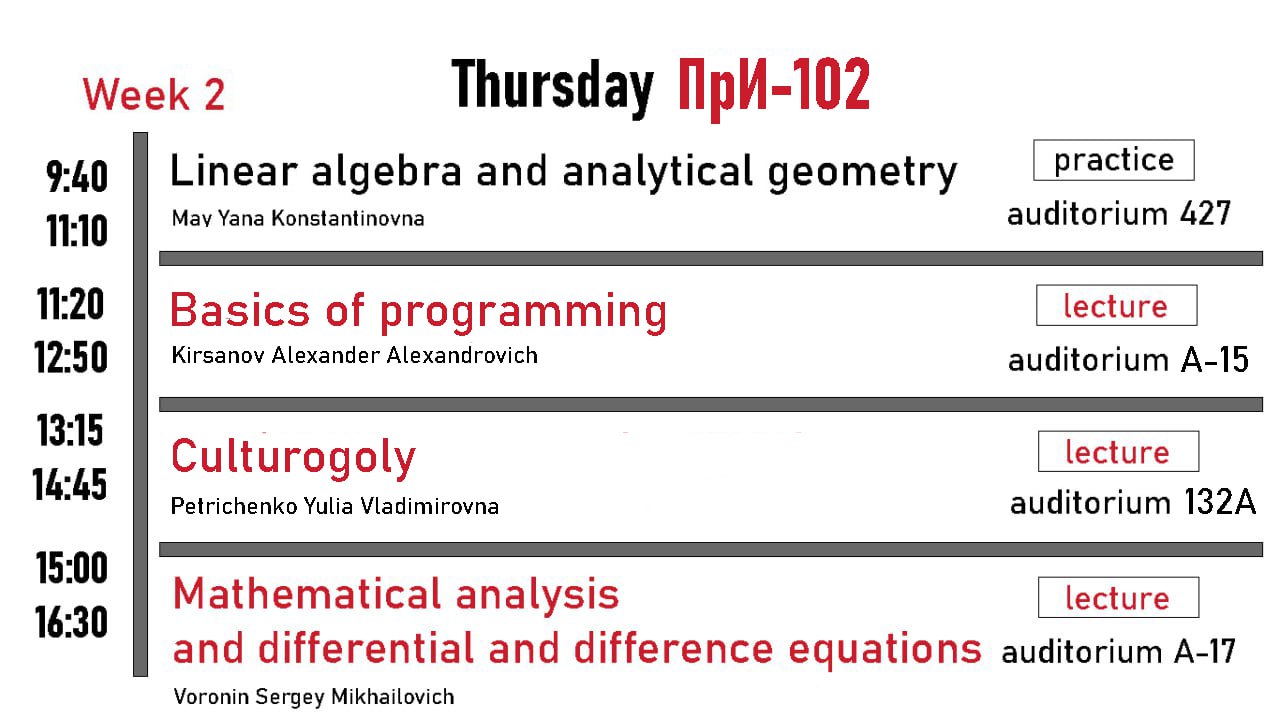 Week 2
Thursday ПрИ-102
9:40
11:10
Linear algebra and analytical geometry
May Yana Konstantinovna
practice
auditorium 427
11:20
12:50
Basics of programming
Kirsanov Alexander Alexandrovich
lecture
auditorium A-15
13:15
14:45
Culturogoly
Petrichenko Yulia Vladimirovna
lecture
auditorium 132A
15:00
16:30
Mathematical analysis
and differential and difference equations
Voronin Sergey Mikhailovich
lecture
auditorium A-17